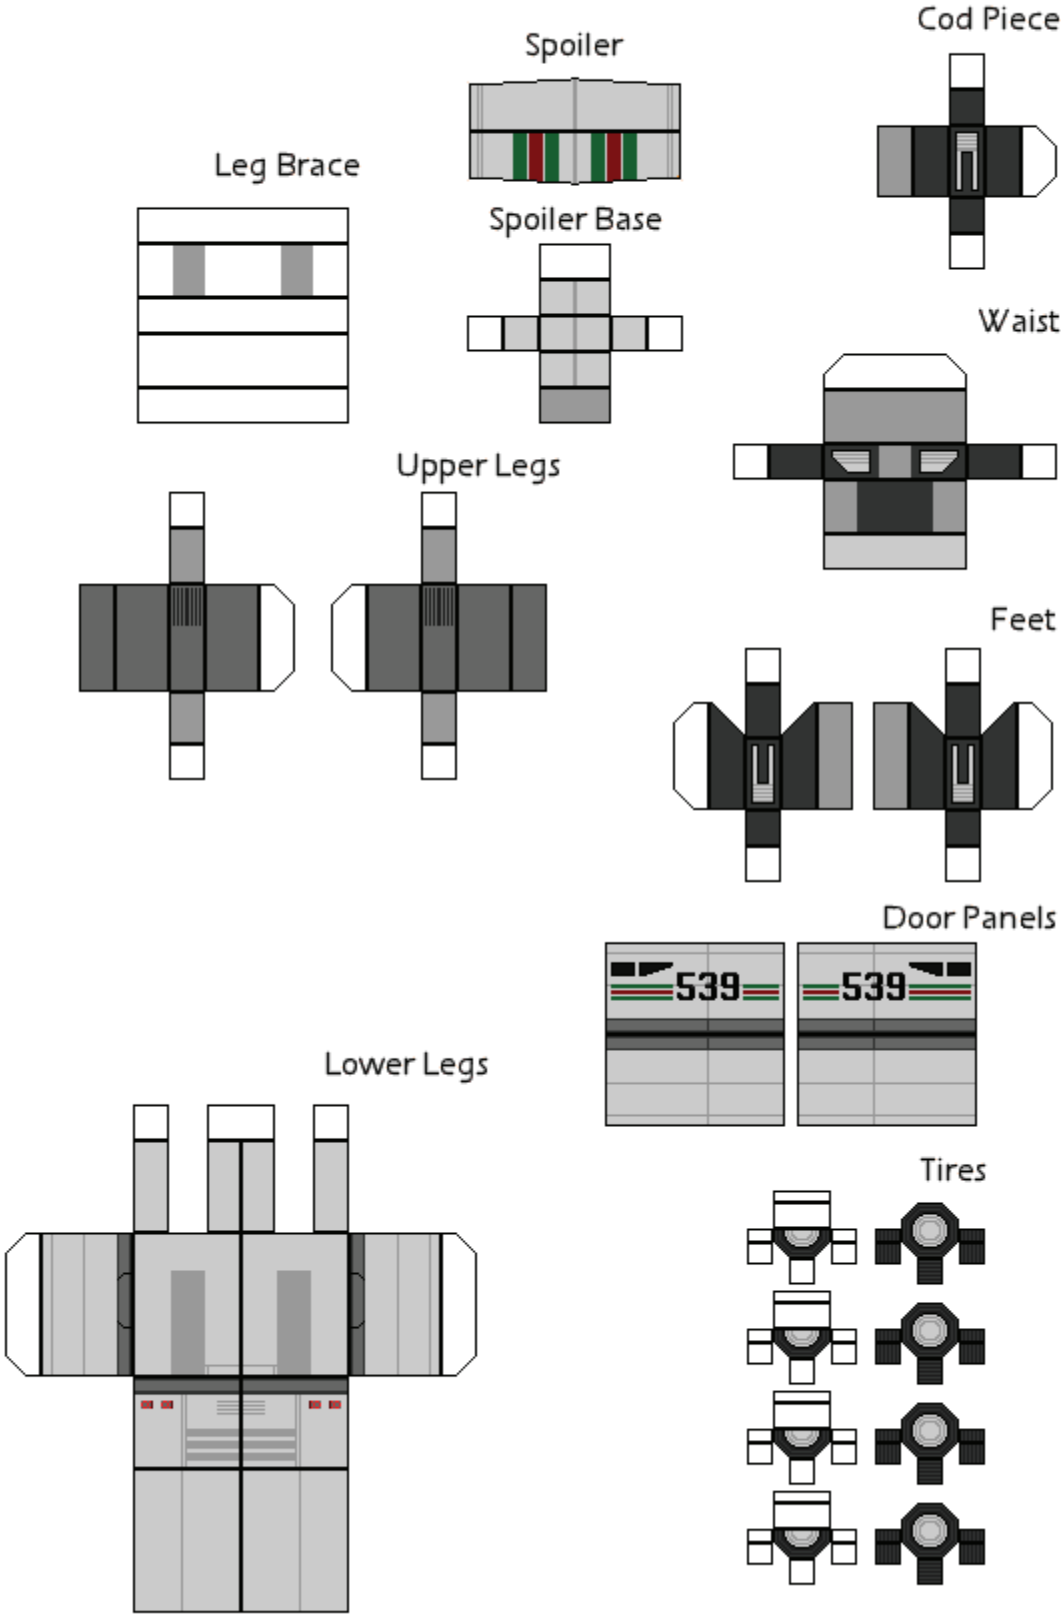 Cod Piece
Spoiler
Leg Brace
Spoiler Base
Waist
Upper Legs
Feet
Door Panels
539 539
Lower Legs
Tires